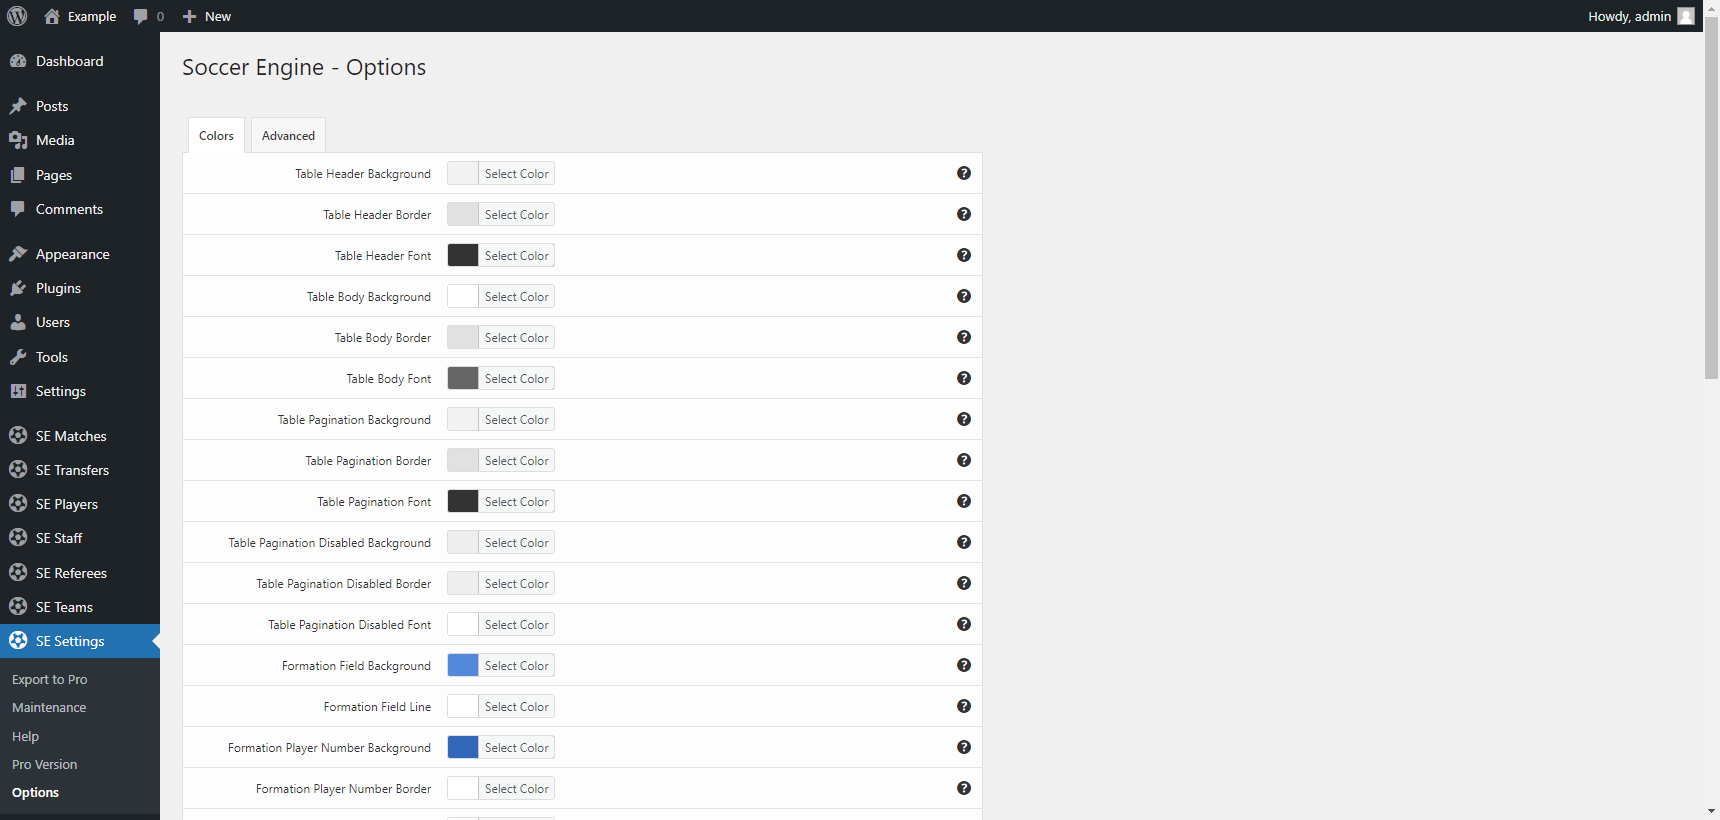 Example
0
New
Howdy, admin
Dashboard
Posts
Media
Pages
Comments
Appearance
Plugins
Users
Tools
Settings
SE Matches
SE Transfers
SE Players
SE Staff
SE Referees
SE Teams
SE Settings
Export to Pro
Maintenance
Help
Pro Version
Options
Soccer Engine - Options
Colors Advanced
Table Header Background Select Color ?
Table Header Border Select Color ?
Table Header Font Select Color ?
Table Body Background Select Color ?
Table Body Border Select Color ?
Table Body Font Select Color ?
Table Pagination Background Select Color ?
Table Pagination Border Select Color ?
Table Pagination Font Select Color ?
Table Pagination Disabled Background Select Color ?
Table Pagination Disabled Border Select Color ?
Table Pagination Disabled Font Select Color ?
Formation Field Background Select Color ?
Formation Field Line Select Color ?
Formation Player Number Background Select Color ?
Formation Player Number Border Select Color ?